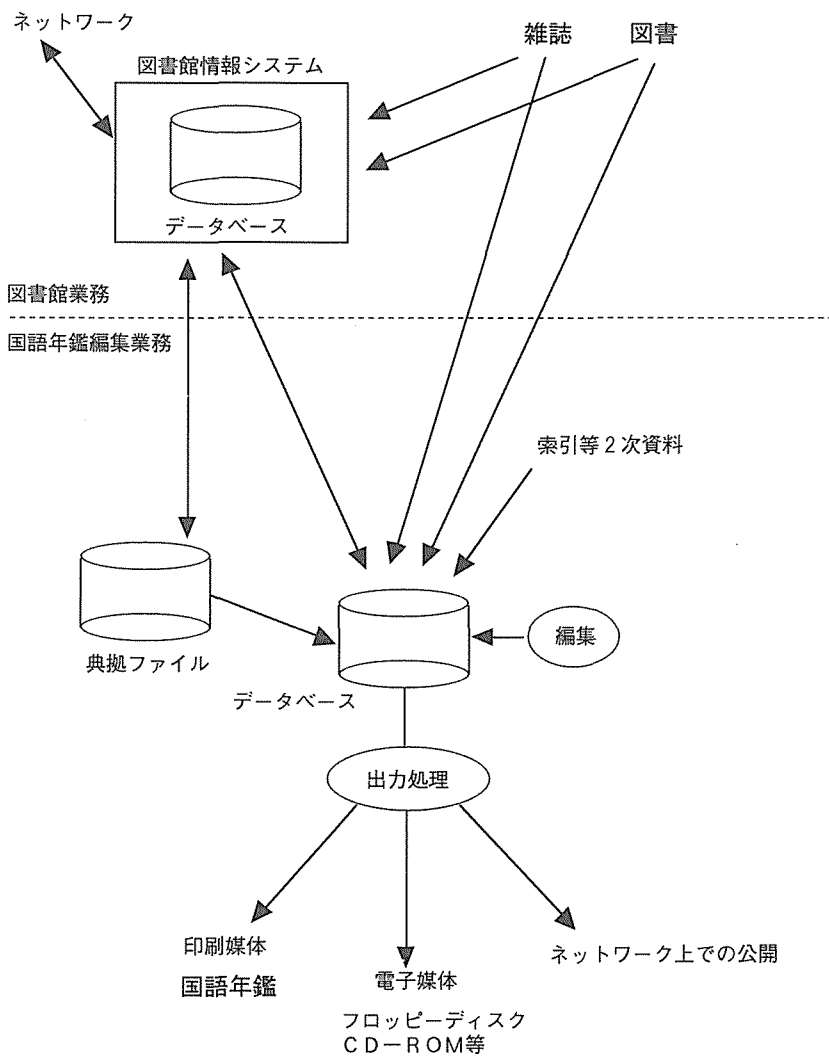 ネットワーク
雑誌
図書
図書館情報システム
データベース
図書館業務
国語年鑑編集業務
索引等2次資料
典拠ファイル
編集
データベース
出力処理
印刷媒体
国語年鑑
電子媒体
フロッピーディスク
CD-ROM等
ネットワーク上での公開